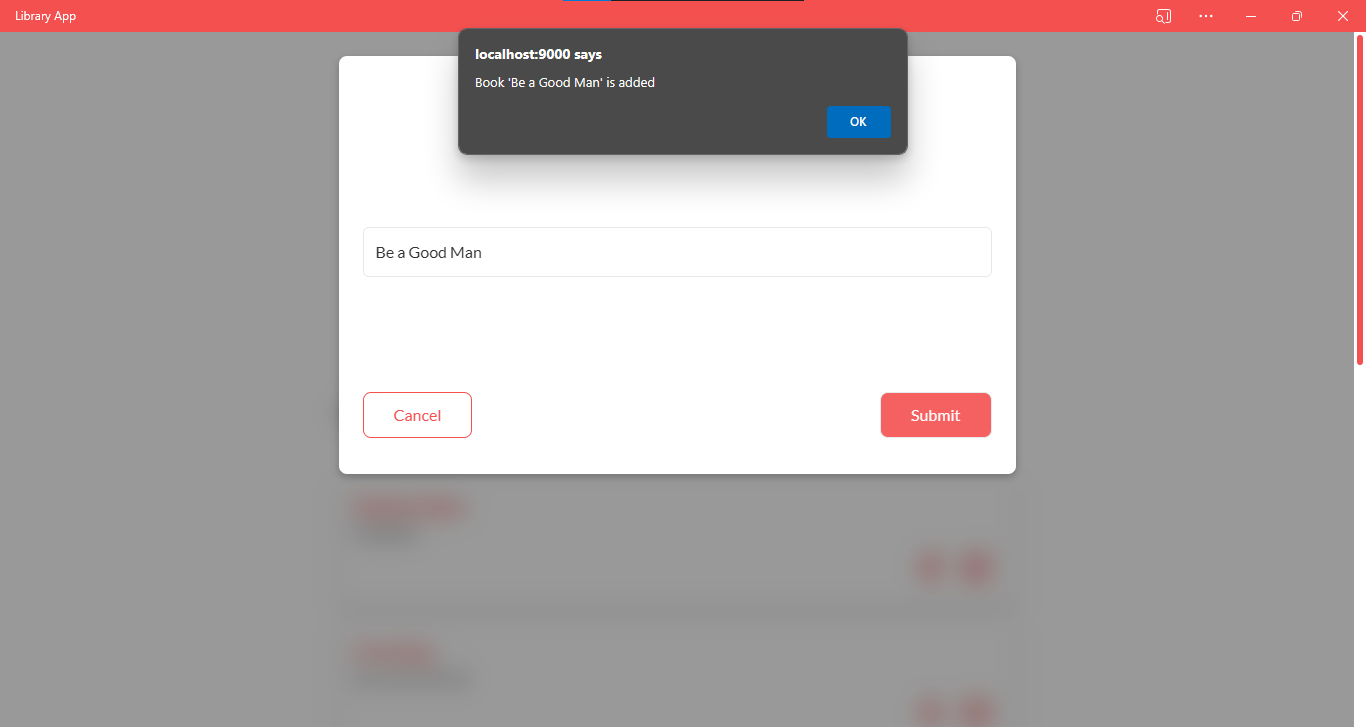 Library App
localhost:9000 says
Book 'Be a Good Man' is added
OK
Be a Good Man
Cancel
Submit